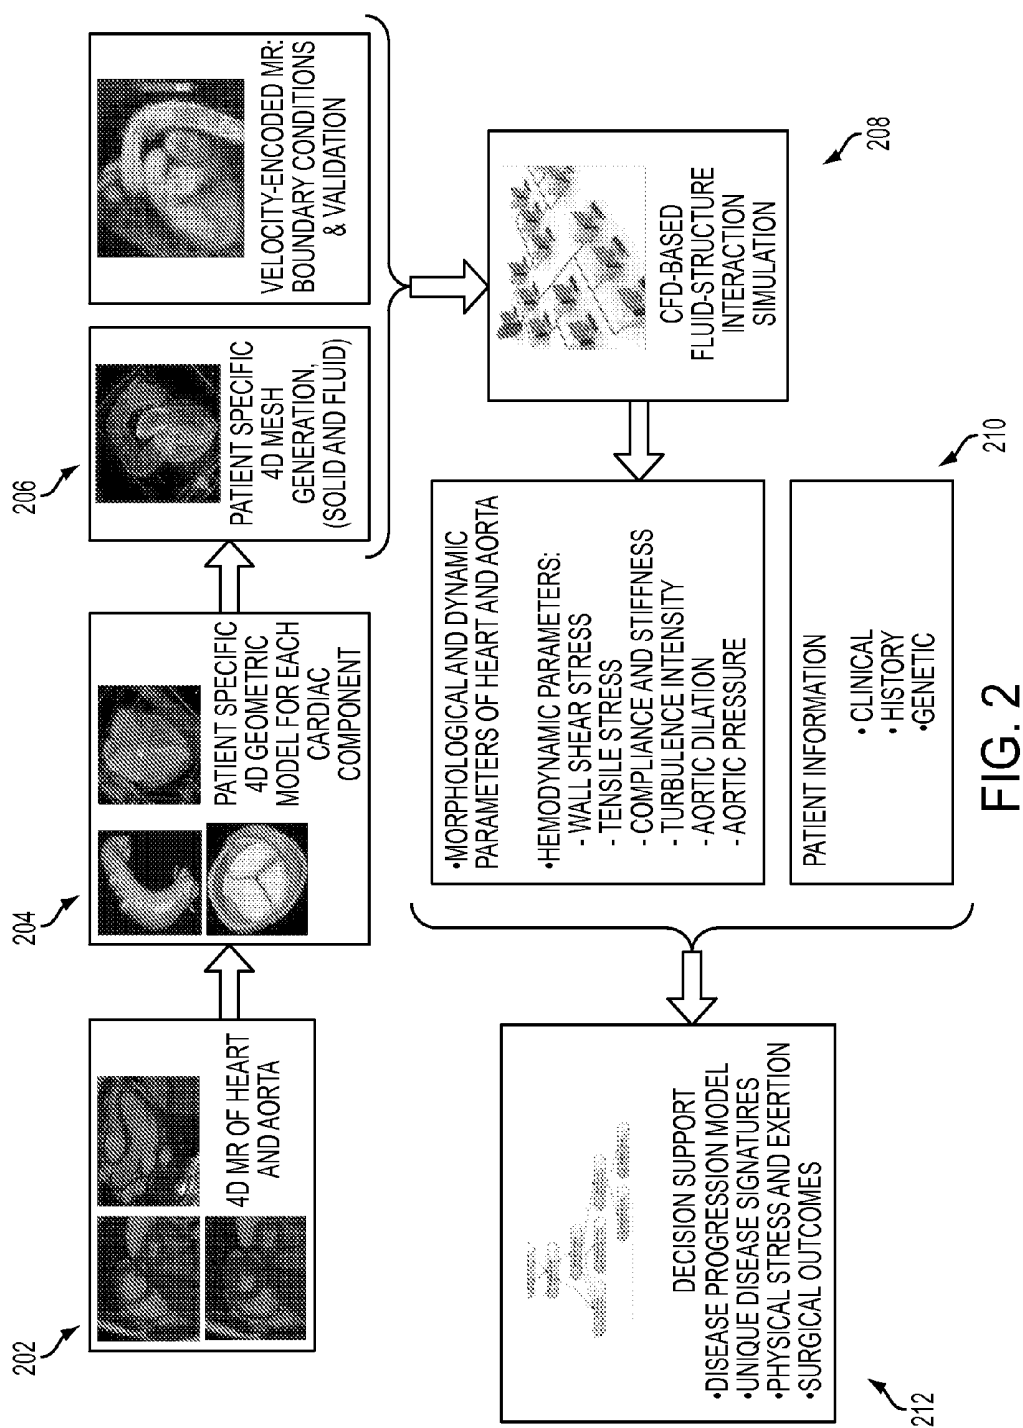 202
4D MR OF HEART
AND AORTA
204
PATIENT SPECIFIC
4D GEOMETRIC
MODEL FOR EACH
CARDIAC
COMPONENT
206
PATIENT SPECIFIC
4D MESH
GENERATION,
(SOLID AND FLUID)
VELOCITY-ENCODED MR:
BOUNDARY CONDITIONS
& VALIDATION
CFD-BASED
FLUID-STRUCTURE
INTERACTION
SIMULATION
208
•MORPHOLOGICAL AND DYNAMIC
PARAMETERS OF HEART AND AORTA
•HEMODYNAMIC PARAMETERS:
- WALL SHEAR STRESS
- TENSILE STRESS
- COMPLIANCE AND STIFFNESS
- TURBULENCE INTENSITY
- AORTIC DILATION
- AORTIC PRESSURE
210
PATIENT INFORMATION
•CLINICAL
•HISTORY
•GENETIC
DECISION SUPPORT
•DISEASE PROGRESSION MODEL
•UNIQUE DISEASE SIGNATURES
•PHYSICAL STRESS AND EXERTION
•SURGICAL OUTCOMES
212
FIG. 2